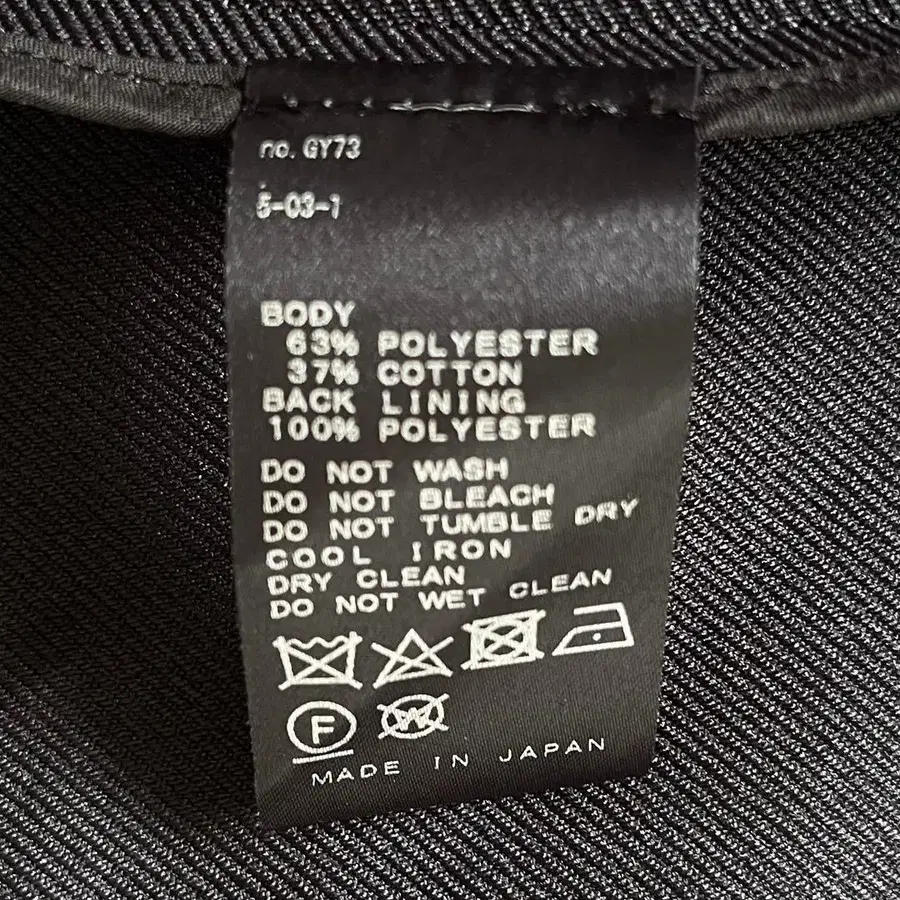 no. GY73
5-03-1
BODY
63% POLYESTER
37% COTTON
BACK LINING
100% POLYESTER
DO NOT WASH
DO NOT BLEACH
DO NOT TUMBLE DRY
COOL IRON
DRY CLEAN
DO NOT WET CLEAN
F W
MADE IN JAPAN